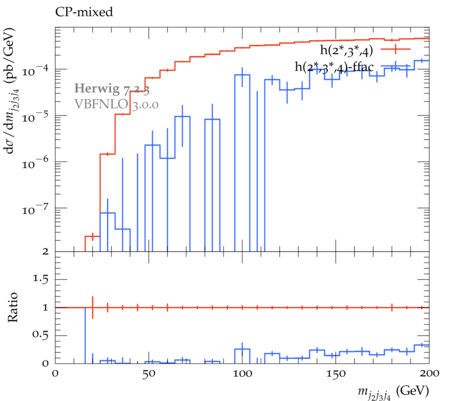 CP-mixed
dσ/dm_{j2j3j4} (pb/GeV)
h(2*,3*,4)
h(2*,3*,4)-ffac
Herwig 7.2.3
VBFNLO 3.0.0
10^{-4}
10^{-5}
10^{-6}
10^{-7}
2
1.5
1
0.5
0
Ratio
0 50 100 150 200
m_{j2j3j4} (GeV)